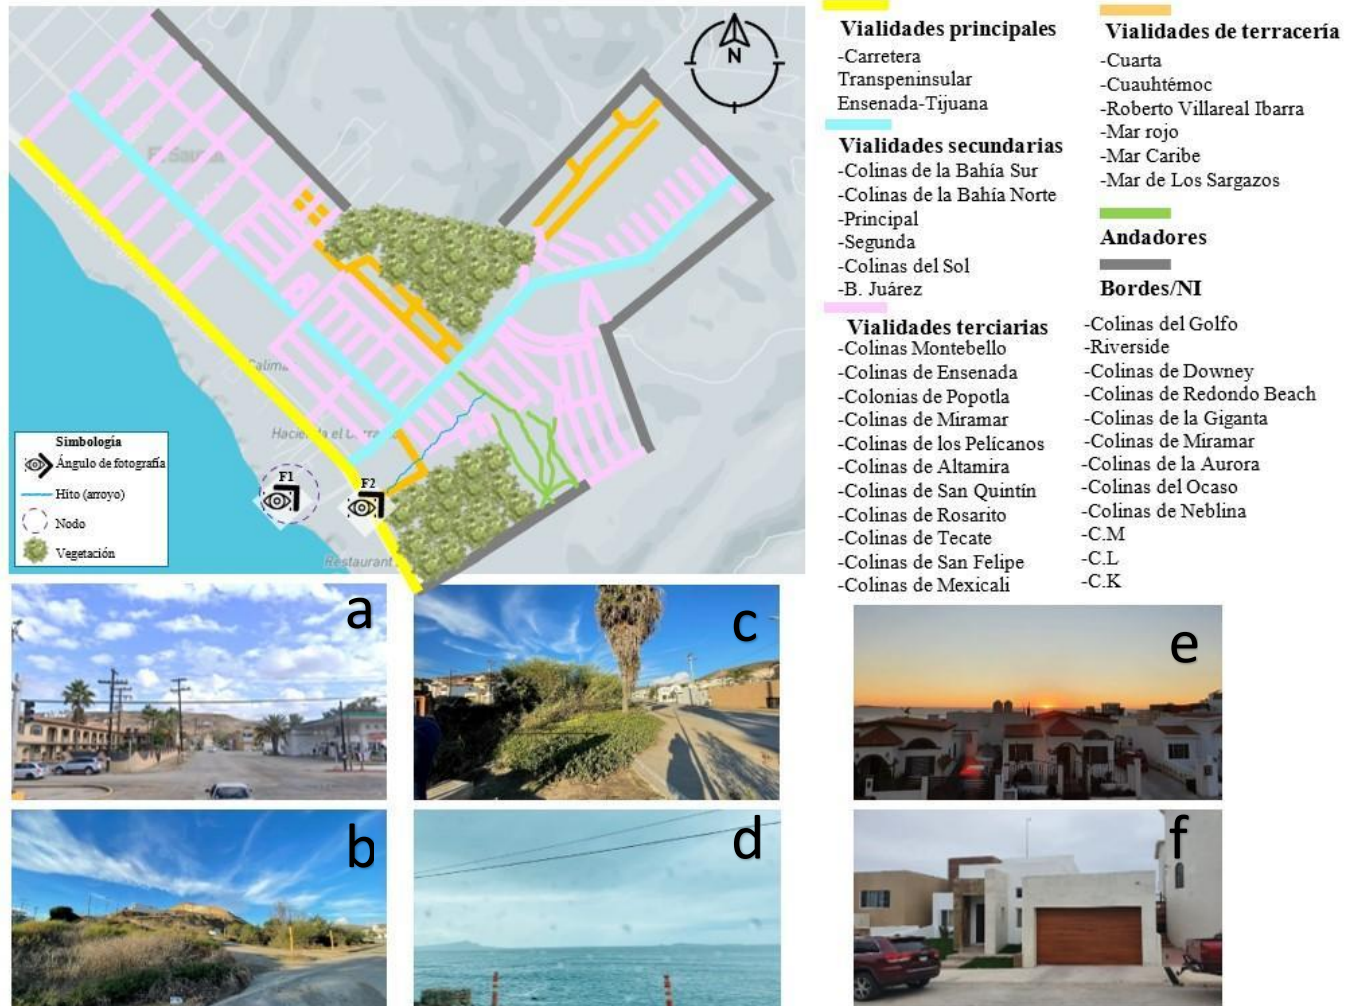 N
El Sauzal
Calima
Hacienda el
F1
F2
Restaurant
Simbología
Ángulo de fotografía
Hito (arroyo)
Nodo
Vegetación
Vialidades principales
-Carretera
Transpeninsular
Ensenada-Tijuana
Vialidades secundarias
-Colinas de la Bahía Sur
-Colinas de la Bahía Norte
-Principal
-Segunda
-Colinas del Sol
-B. Juárez
Vialidades terciarias
-Colinas Montebello
-Colinas de Ensenada
-Colonias de Popotla
-Colinas de Miramar
-Colinas de los Pelícanos
-Colinas de Altamira
-Colinas de San Quintín
-Colinas de Rosarito
-Colinas de Tecate
-Colinas de San Felipe
-Colinas de Mexicali
Vialidades de terracería
-Cuarta
-Cuauhtémoc
-Roberto Villareal Ibarra
-Mar rojo
-Mar Caribe
-Mar de Los Sargazos
Andadores
Bordes/NI
-Colinas del Golfo
-Riverside
-Colinas de Downey
-Colinas de Redondo Beach
-Colinas de la Giganta
-Colinas de Miramar
-Colinas de la Aurora
-Colinas del Ocaso
-Colinas de Neblina
-C.M
-C.L
-C.K
a
c
e
b
d
f